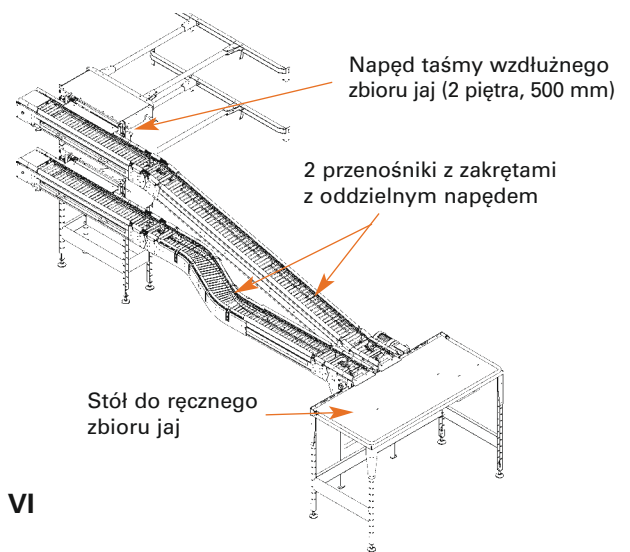 Napęd taśmy wzdłużnego
zbioru jaj (2 piętra, 500 mm)
2 przenośniki z zakrętami
z oddzielnym napędem
Stół do ręcznego
zbioru jaj
VI